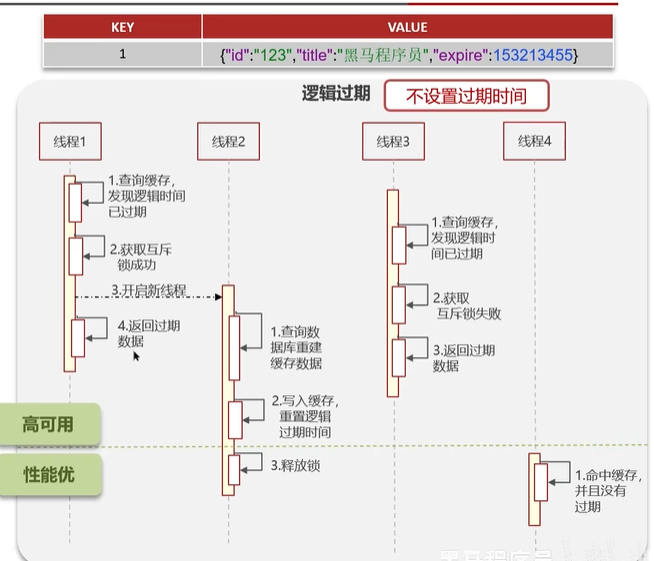 KEY
VALUE
1
{"id":"123","title":"黑马程序员","expire":153213455}
逻辑过期
不设置过期时间
线程1
线程2
线程3
线程4
1.查询缓存，
发现逻辑时间
已过期
2.获取互斥
锁成功
3.开启新线程
4.返回过期
数据
1.查询数
据库重建
缓存数据
2.写入缓存，
重置逻辑
过期时间
3.释放锁
1.查询缓存，
发现逻辑时
间已过期
2.获取
互斥锁失败
3.返回过期
数据
1.命中缓存，
并且没有
过期
高可用
性能优
黑马程序员